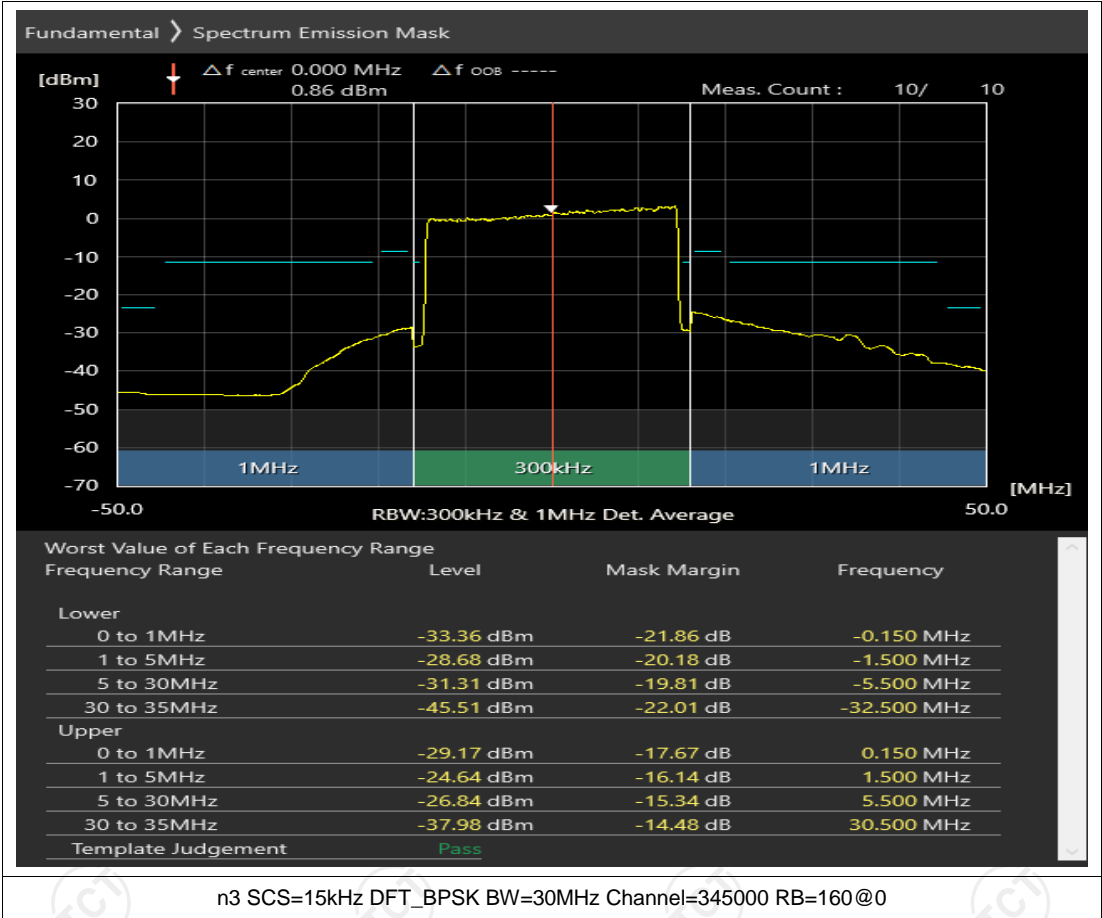 Fundamental 〉 Spectrum Emission Mask
[dBm]
△f center 0.000 MHz △f OOB -----
0.86 dBm
Meas. Count : 10/ 10
30
20
10
0
-10
-20
-30
-40
-50
-60
-70
1MHz 300kHz 1MHz
[MHz]
-50.0 50.0
RBW:300kHz & 1MHz Det. Average
Worst Value of Each Frequency Range
Frequency Range Level Mask Margin Frequency
Lower
0 to 1MHz -33.36 dBm -21.86 dB -0.150 MHz
1 to 5MHz -28.68 dBm -20.18 dB -1.500 MHz
5 to 30MHz -31.31 dBm -19.81 dB -5.500 MHz
30 to 35MHz -45.51 dBm -22.01 dB -32.500 MHz
Upper
0 to 1MHz -29.17 dBm -17.67 dB 0.150 MHz
1 to 5MHz -24.64 dBm -16.14 dB 1.500 MHz
5 to 30MHz -26.84 dBm -15.34 dB 5.500 MHz
30 to 35MHz -37.98 dBm -14.48 dB 30.500 MHz
Template Judgement Pass
n3 SCS=15kHz DFT_BPSK BW=30MHz Channel=345000 RB=160@0
TCT TCT TCT TCT